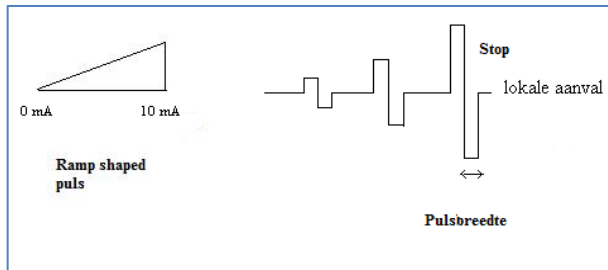 0 mA
10 mA
Ramp shaped
puls
Stop
lokale aanval
Pulsbreedte